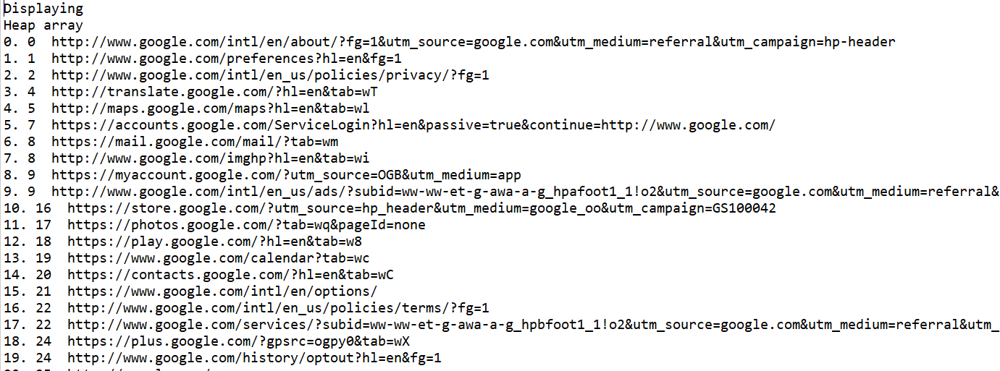 Displaying
Heap array
0. 0  http://www.google.com/intl/en/about/?fg=1&utm_source=google.com&utm_medium=referral&utm_campaign=hp-header
1. 1  http://www.google.com/preferences?hl=en&fg=1
2. 2  http://www.google.com/intl/en_us/policies/privacy/?fg=1
3. 4  http://translate.google.com/?hl=en&tab=wT
4. 5  http://maps.google.com/maps?hl=en&tab=wl
5. 7  https://accounts.google.com/ServiceLogin?hl=en&passive=true&continue=http://www.google.com/
6. 8  https://mail.google.com/mail/?tab=wm
7. 8  http://www.google.com/imghp?hl=en&tab=wi
8. 9  https://myaccount.google.com/?utm_source=OGB&utm_medium=app
9. 9  http://www.google.com/intl/en_us/ads/?subid=ww-ww-et-g-awa-a-g_hpafoot1_1!o2&utm_source=google.com&utm_medium=referral&
10. 16  https://store.google.com/?utm_source=hp_header&utm_medium=google_oo&utm_campaign=GS100042
11. 17  https://photos.google.com/?tab=wq&pageId=none
12. 18  https://play.google.com/?hl=en&tab=w8
13. 19  https://www.google.com/calendar?tab=wc
14. 20  https://contacts.google.com/?hl=en&tab=wC
15. 21  https://www.google.com/intl/en/options/
16. 22  http://www.google.com/intl/en_us/policies/terms/?fg=1
17. 22  http://www.google.com/services/?subid=ww-ww-et-g-awa-a-g_hpbfoot1_1!o2&utm_source=google.com&utm_medium=referral&utm_
18. 24  https://plus.google.com/?gpsrc=ogpy0&tab=wX
19. 24  http://www.google.com/history/optout?hl=en&fg=1